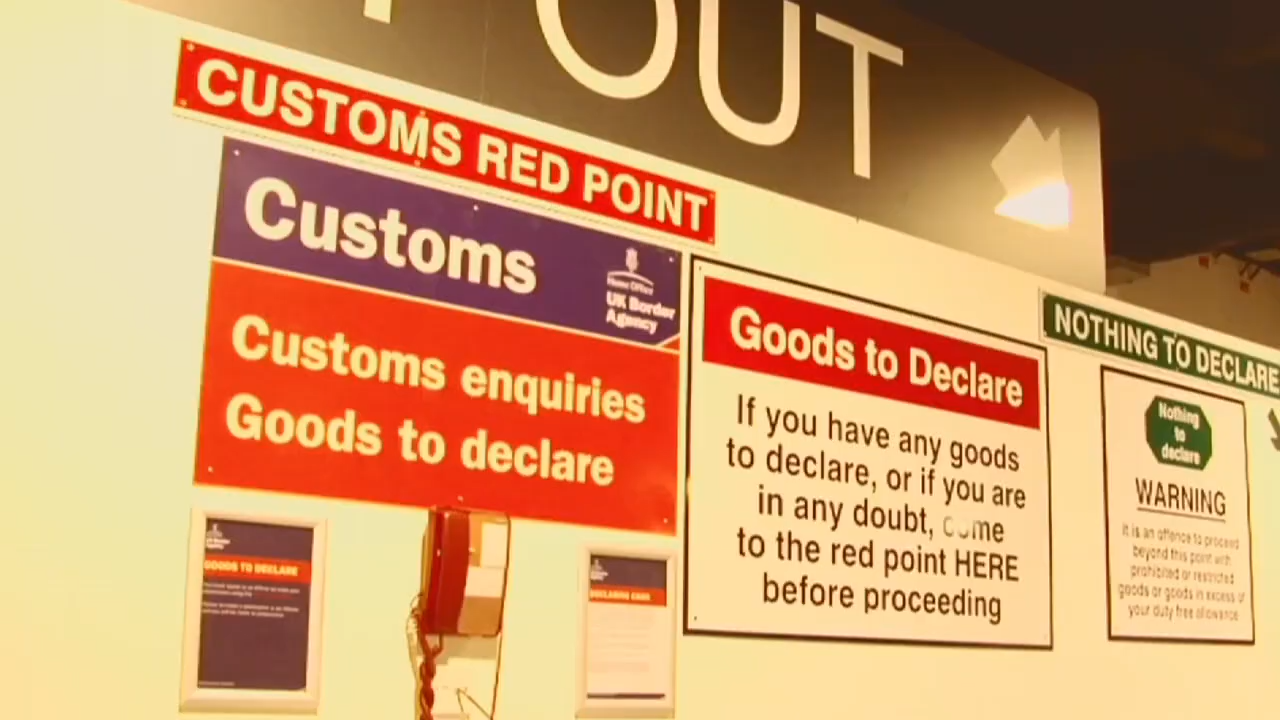 OUT
CUSTOMS RED POINT
Customs
Home Office
UK Border
Agency
Customs enquiries
Goods to declare
Goods to Declare
If you have any goods
to declare, or if you are
in any doubt, come
to the red point HERE
before proceeding
NOTHING TO DECLARE
Nothing
to
declare
WARNING
It is an offence to proceed
beyond this point with
prohibited or restricted
goods or goods in excess of
your duty free allowance
GOODS TO DECLARE
DECLARING CASH